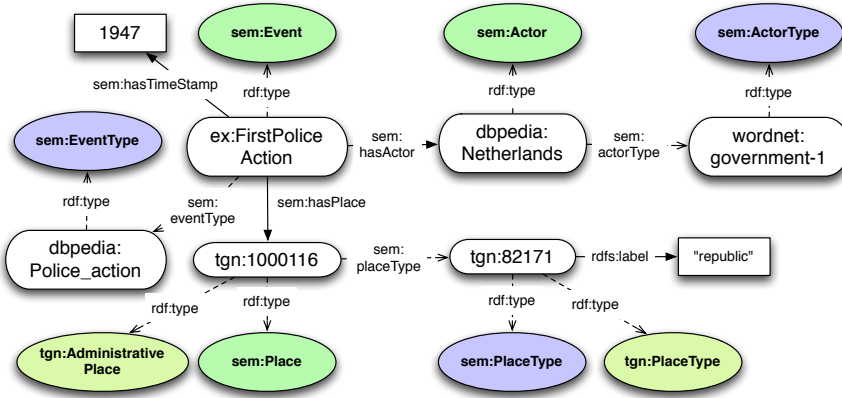 1947
sem:Event
sem:Actor
sem:ActorType
sem:hasTimeStamp
rdf:type
rdf:type
rdf:type
sem:EventType
ex:FirstPolice
Action
sem:
hasActor
dbpedia:
Netherlands
sem:
actorType
wordnet:
government-1
rdf:type
sem:
eventType
sem:hasPlace
dbpedia:
Police_action
tgn:1000116
sem:
placeType
tgn:82171
rdfs:label
"republic"
rdf:type
rdf:type
rdf:type
rdf:type
tgn:Administrative
Place
sem:Place
sem:PlaceType
tgn:PlaceType